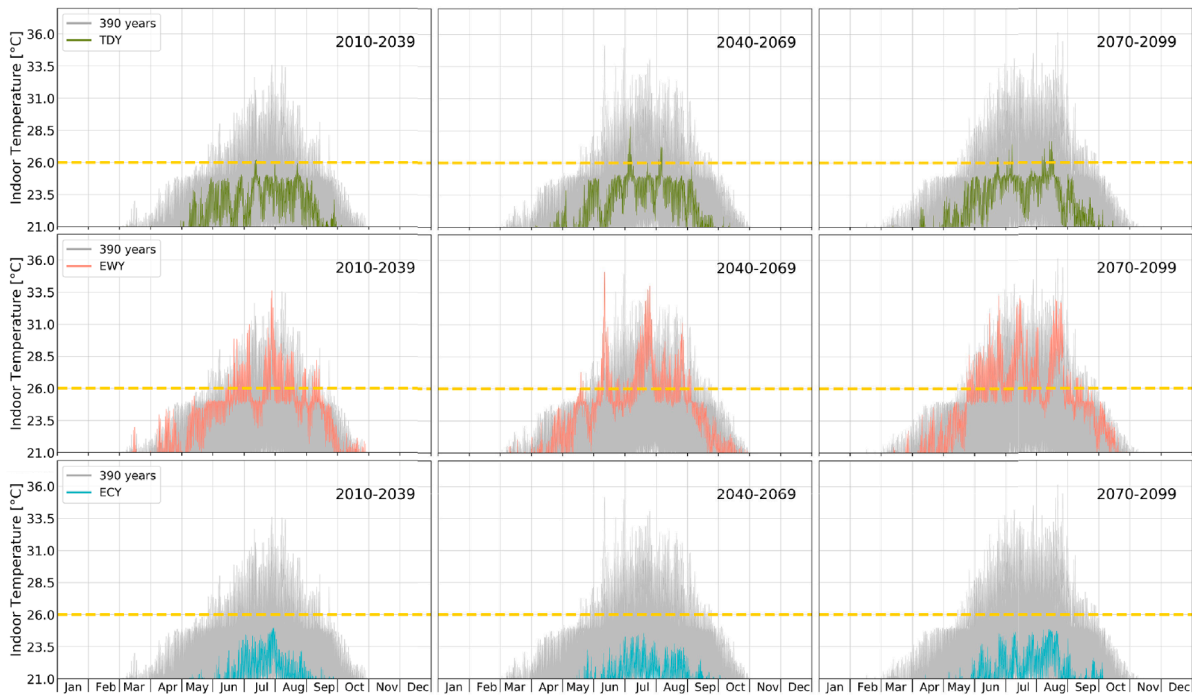 Indoor Temperature [°C]
36.0
33.5
31.0
28.5
26.0
23.5
21.0
390 years
TDY
2010-2039
2040-2069
2070-2099
Indoor Temperature [°C]
36.0
33.5
31.0
28.5
26.0
23.5
21.0
390 years
EWY
2010-2039
2040-2069
2070-2099
Indoor Temperature [°C]
36.0
33.5
31.0
28.5
26.0
23.5
21.0
390 years
ECY
2010-2039
2040-2069
2070-2099
Jan Feb Mar Apr May Jun Jul Aug Sep Oct Nov Dec
Jan Feb Mar Apr May Jun Jul Aug Sep Oct Nov Dec
Jan Feb Mar Apr May Jun Jul Aug Sep Oct Nov Dec